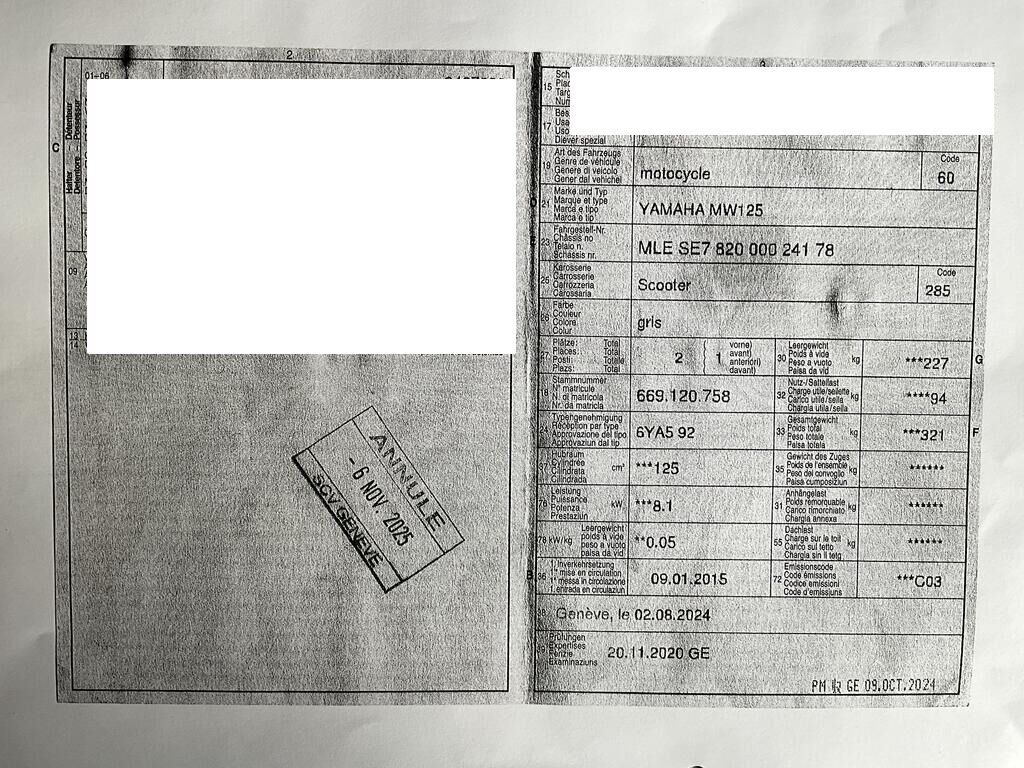 2
01-06
C
Halter Détenteur
Detentore Possessur
09
13
14
ANNULE
- 6 NOV. 2025
SCV GENEVE
3
15
17
Usa
Uso
Diever spezial
19 Art des Fahrzeugs
Genre de véhicule
Genere di veicolo
Gener dal vehichel
motocycle
Code
60
D 21 Marke und Typ
Marque et type
Marca e tipo
Marca e tip
YAMAHA MW125
E 23 Fahrgestell-Nr.
Châssis no
Telaio n.
Schassis nr.
MLE SE7 820 000 241 78
25 Karosserie
Carrosserie
Carrozzeria
Carossaria
Scooter
Code
285
26 Farbe
Couleur
Colore
Colur
gris
27 Plätze: Total
Places: Total
Posti: Totale
Plazs: Total
2 ( 1 vorne)
avant)
anteriori)
davant)
30 Leergewicht
Poids à vide
Peso a vuoto
Paisa da vid
kg
***227
G
18 Stammnummer
N° matricule
N. di matricola
Nr. da matricla
669.120.758
32 Nutz-/Sattellast
Charge utile/sellette
Carico utile/sella
Chargia utila/sella
kg
****94
24 Typengenehmigung
Réception par type
Approvazione del tipo
Approvaziun dal tip
6YA5 92
33 Gesamtgewicht
Poids total
Peso totale
Paisa totala
kg
***321
F
37 Hubraum
Cylindrée
Cilindrata
Cilindrada
cm³
***125
35 Gewicht des Zuges
Poids de l'ensemble
Peso del convoglio
Paisa cumposiziun
kg
******
76 Leistung
Puissance
Potenza
Prestaziun
kW
***8.1
31 Anhängelast
Poids remorquable
Carico rimorchiato
Chargia annexa
kg
******
78 kW/kg Leergewicht
poids à vide
peso a vuoto
paisa da vid
**0.05
55 Dachlast
Charge sur le toit
Carico sul tetto
Chargia sin il tetg
kg
******
B 36 1. Inverkehrsetzung
1re mise en circulation
1a messa in circolazione
1. entrada en circulaziun
09.01.2015
72 Emissionscode
Code émissions
Codice emissioni
Code d'emissiuns
***C03
38 Genève, le 02.08.2024
39 Prüfungen
Expertises
Perizie
Examinaziuns
20.11.2020 GE
GE 09.OCT.2024